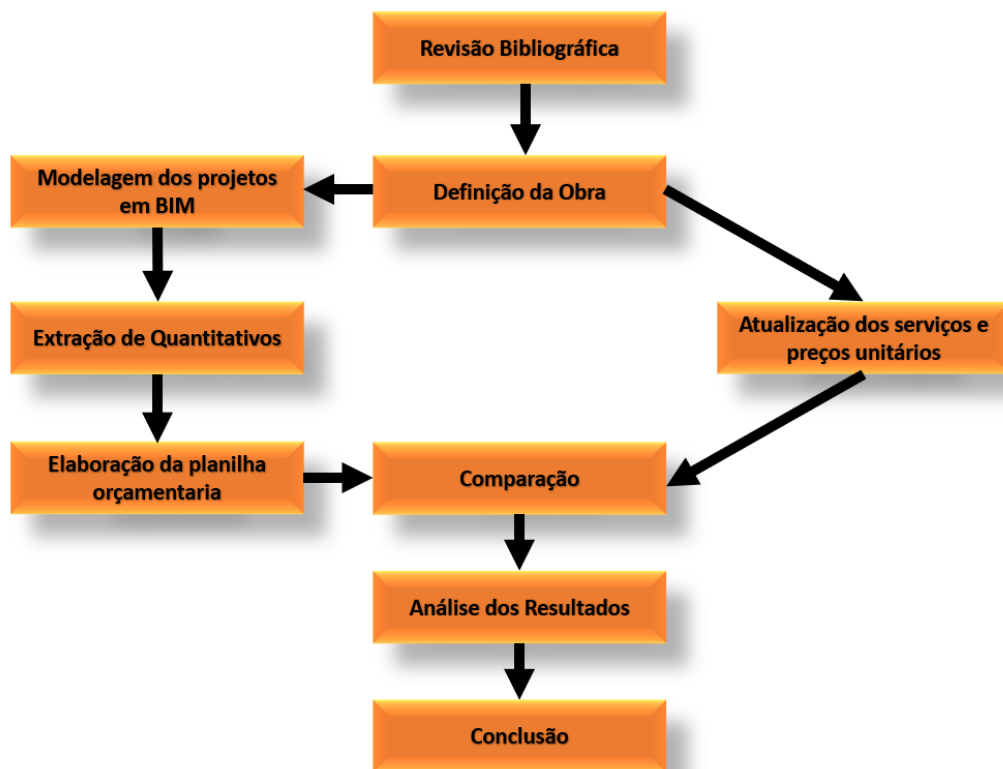 Revisão Bibliográfica
Modelagem dos projetos
em BIM
Definição da Obra
Extração de Quantitativos
Atualização dos serviços e
preços unitários
Elaboração da planilha
orçamentaria
Comparação
Análise dos Resultados
Conclusão